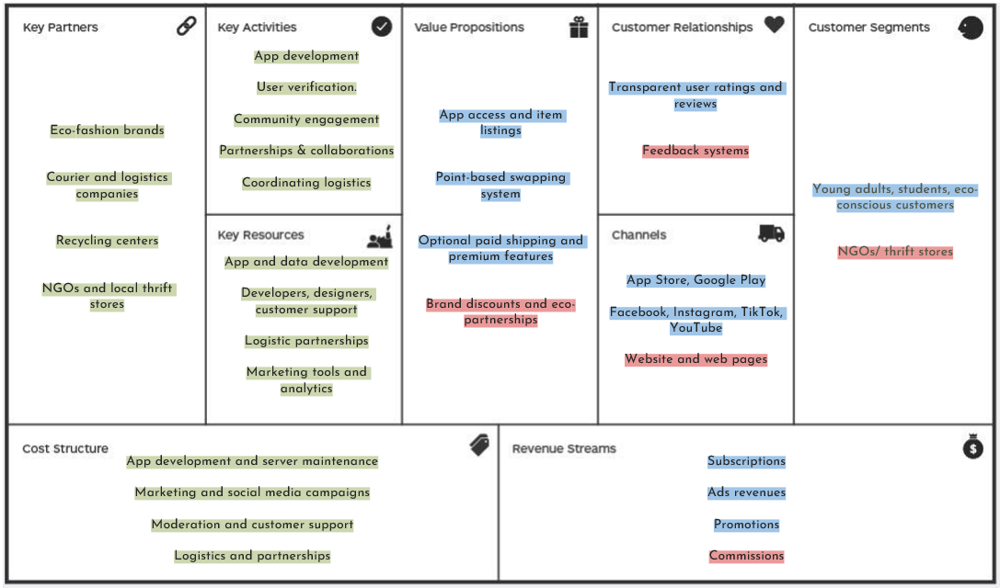 Key Partners
Eco-fashion brands
Courier and logistics
companies
Recycling centers
NGOs and local thrift
stores
Key Activities
App development
User verification.
Community engagement
Partnerships & collaborations
Coordinating logistics
Key Resources
App and data development
Developers, designers,
customer support
Logistic partnerships
Marketing tools and
analytics
Value Propositions
App access and item
listings
Point-based swapping
system
Optional paid shipping and
premium features
Brand discounts and eco-
partnerships
Customer Relationships
Transparent user ratings and
reviews
Feedback systems
Channels
App Store, Google Play
Facebook, Instagram, TikTok,
YouTube
Website and web pages
Customer Segments
Young adults, students, eco-
conscious customers
NGOs/ thrift stores
Cost Structure
App development and server maintenance
Marketing and social media campaigns
Moderation and customer support
Logistics and partnerships
Revenue Streams
$
Subscriptions
Ads revenues
Promotions
Commissions